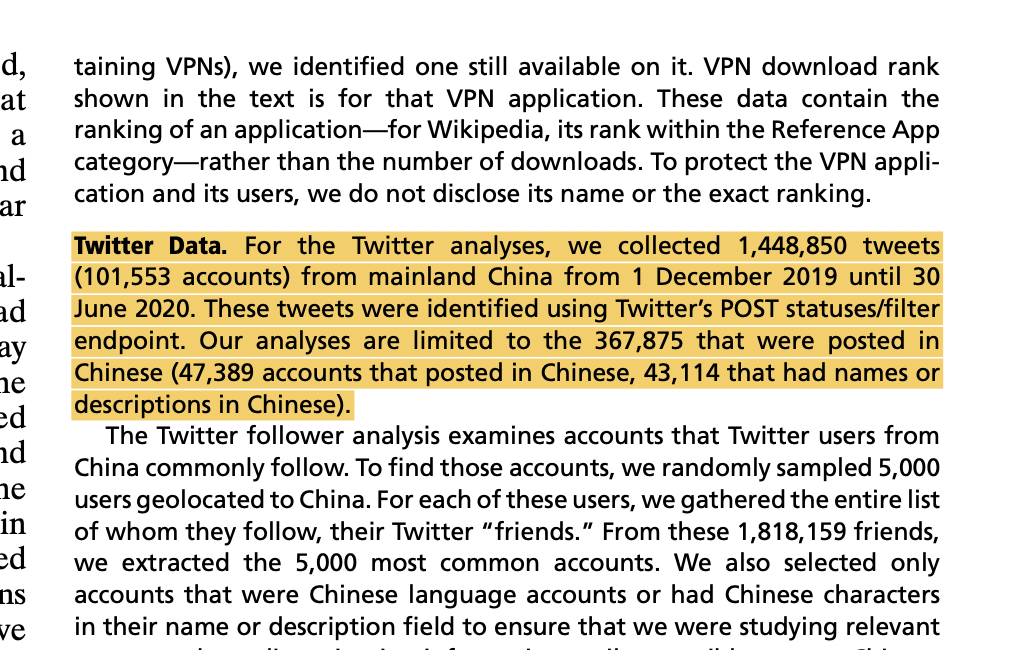 d,
at
a
nd
ar
al-
ad
ay
ne
ed
nd
ne
in
ed
ns
ve
taining VPNs), we identified one still available on it. VPN download rank
shown in the text is for that VPN application. These data contain the
ranking of an application—for Wikipedia, its rank within the Reference App
category—rather than the number of downloads. To protect the VPN appli-
cation and its users, we do not disclose its name or the exact ranking.
Twitter Data. For the Twitter analyses, we collected 1,448,850 tweets
(101,553 accounts) from mainland China from 1 December 2019 until 30
June 2020. These tweets were identified using Twitter’s POST statuses/filter
endpoint. Our analyses are limited to the 367,875 that were posted in
Chinese (47,389 accounts that posted in Chinese, 43,114 that had names or
descriptions in Chinese).
The Twitter follower analysis examines accounts that Twitter users from
China commonly follow. To find those accounts, we randomly sampled 5,000
users geolocated to China. For each of these users, we gathered the entire list
of whom they follow, their Twitter “friends.” From these 1,818,159 friends,
we extracted the 5,000 most common accounts. We also selected only
accounts that were Chinese language accounts or had Chinese characters
in their name or description field to ensure that we were studying relevant